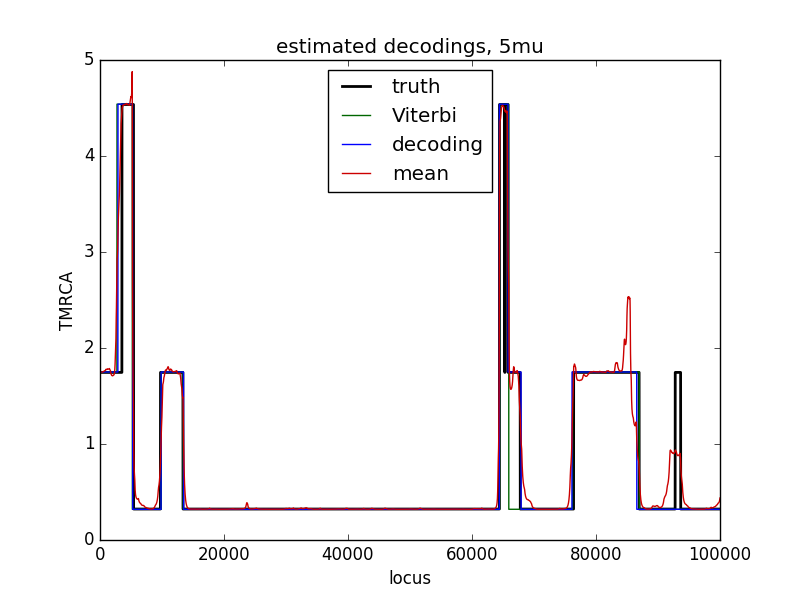 estimated decodings, 5mu
5
truth
Viterbi
decoding
mean
4
3
TMRCA
2
1
0
0 20000 40000 60000 80000 100000
locus